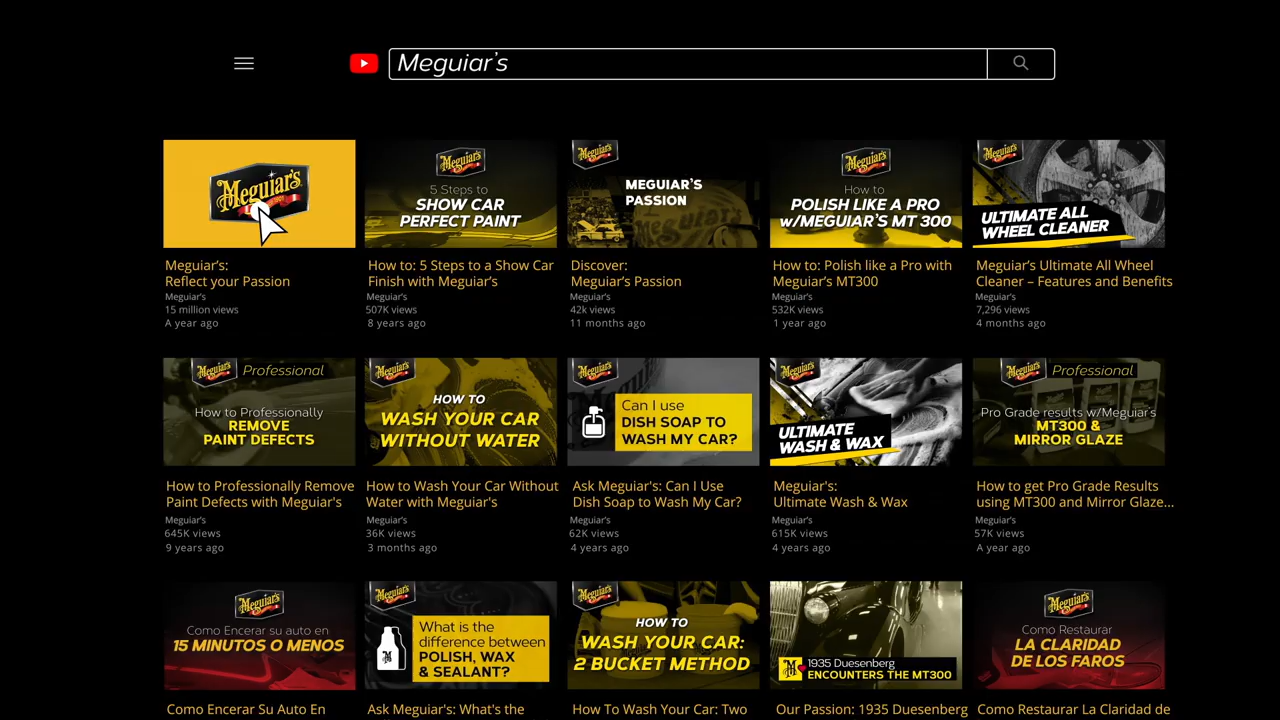 Meguiar's
Meguiar's
Meguiar's
5 Steps to
SHOW CAR
PERFECT PAINT
Meguiar's
MEGUIAR'S
PASSION
Meguiar's
How to
POLISH LIKE A PRO
w/MEGUIAR'S MT 300
Meguiar's
ULTIMATE ALL
WHEEL CLEANER
Meguiar's:
Reflect your Passion
Meguiar's
15 million views
A year ago
How to: 5 Steps to a Show Car
Finish with Meguiar's
Meguiar's
507K views
8 years ago
Discover:
Meguiar's Passion
Meguiar's
42k views
11 months ago
How to: Polish like a Pro with
Meguiar's MT300
Meguiar's
532K views
1 year ago
Meguiar's Ultimate All Wheel
Cleaner – Features and Benefits
Meguiar's
7,296 views
4 months ago
Meguiar's Professional
How to Professionally
REMOVE
PAINT DEFECTS
Meguiar's
HOW TO
WASH YOUR CAR
WITHOUT WATER
Meguiar's
Can I use
DISH SOAP TO
WASH MY CAR?
Meguiar's
ULTIMATE
WASH & WAX
Meguiar's Professional
Pro Grade results w/Meguiar's
MT300 &
MIRROR GLAZE
How to Professionally Remove
Paint Defects with Meguiar's
Meguiar's
645K views
9 years ago
How to Wash Your Car Without
Water with Meguiar's
Meguiar's
36K views
3 months ago
Ask Meguiar's: Can I Use
Dish Soap to Wash My Car?
Meguiar's
62K views
4 years ago
Meguiar's:
Ultimate Wash & Wax
Meguiar's
615K views
4 years ago
How to get Pro Grade Results
using MT300 and Mirror Glaze...
Meguiar's
57K views
A year ago
Meguiar's
Como Encerar su auto en
15 MINUTOS O MENOS
Meguiar's
What is the
difference between
POLISH, WAX
& SEALANT?
Meguiar's
HOW TO
WASH YOUR CAR:
2 BUCKET METHOD
1935 Duesenberg
ENCOUNTERS THE MT300
Meguiar's
Como Restaurar
LA CLARIDAD
DE LOS FAROS
Como Encerar Su Auto En
Ask Meguiar's: What's the
How To Wash Your Car: Two
Our Passion: 1935 Duesenberg
Como Restaurar La Claridad de